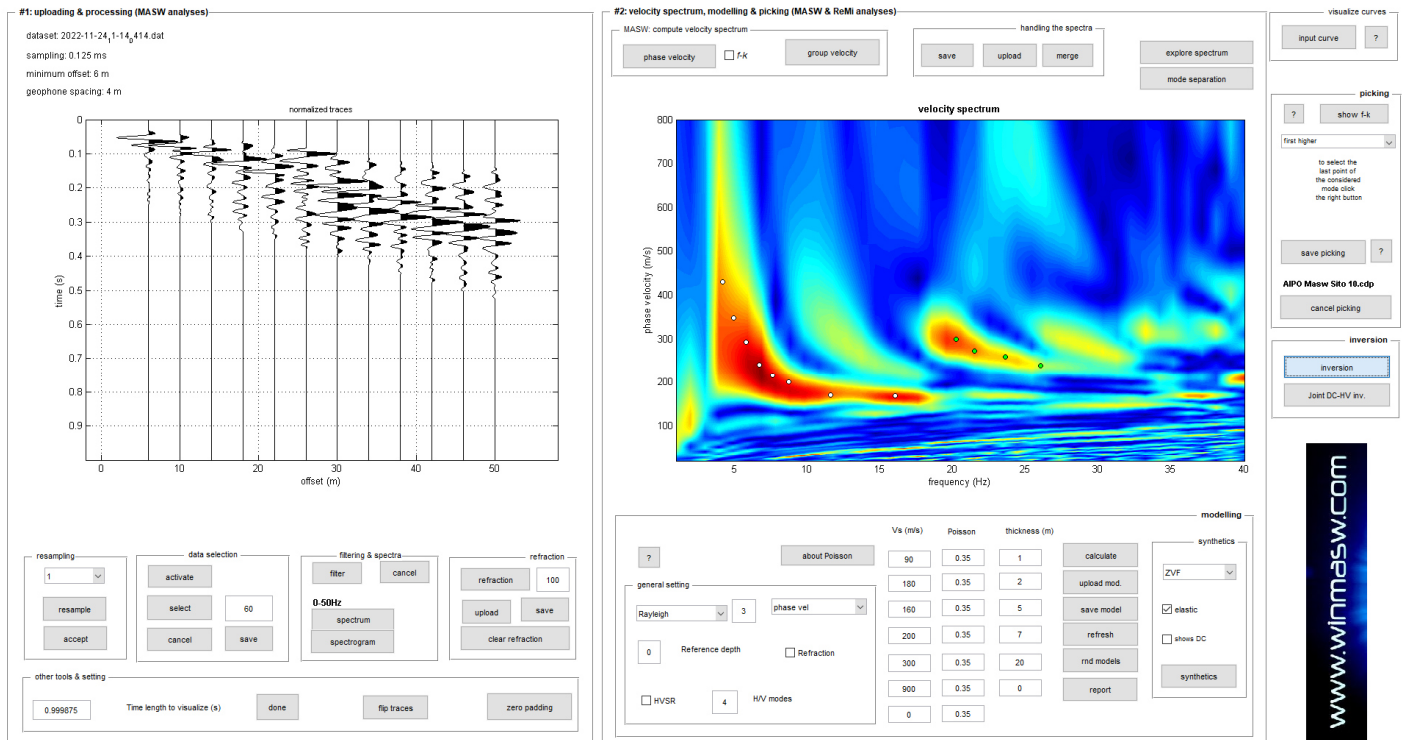 #1: uploading & processing (MASW analyses)
dataset: 2022-11-24,1-14,414.dat
sampling: 0.125 ms
minimum offset: 6 m
geophone spacing: 4 m
normalized traces
0
0.1
0.2
0.3
0.4
0.5
0.6
0.7
0.8
0.9
time (s)
0 10 20 30 40 50
offset (m)
resampling
1
resample
accept
data selection
activate
select 60
cancel save
filtering & spectra
filter cancel
0-50Hz
spectrum
spectrogram
refraction
refraction 100
upload save
clear refraction
other tools & setting
0.999875 Time length to visualize (s) done flip traces zero padding
#2: velocity spectrum, modelling & picking (MASW & ReMi analyses)
MASW: compute velocity spectrum
phase velocity f-k group velocity
handling the spectra
save upload merge
explore spectrum
mode separation
velocity spectrum
800
700
600
500
400
300
200
100
phase velocity (m/s)
5 10 15 20 25 30 35 40
frequency (Hz)
modelling
? about Poisson
general setting
Rayleigh 3 phase vel
0 Reference depth Refraction
HVSR 4 H/V modes
Vs (m/s) Poisson thickness (m)
90 0.35 1
180 0.35 2
160 0.35 5
200 0.35 7
300 0.35 20
900 0.35 0
0 0.35
calculate
upload mod.
save model
refresh
rnd models
report
synthetics
ZVF
elastic
shows DC
synthetics
visualize curves
input curve ?
picking
? show f-k
first higher
to select the
last point of
the considered
mode click
the right button
save picking ?
AIPO Masw Sito 10.cdp
cancel picking
inversion
inversion
Joint DC-HV inv.
www.winmasw.com